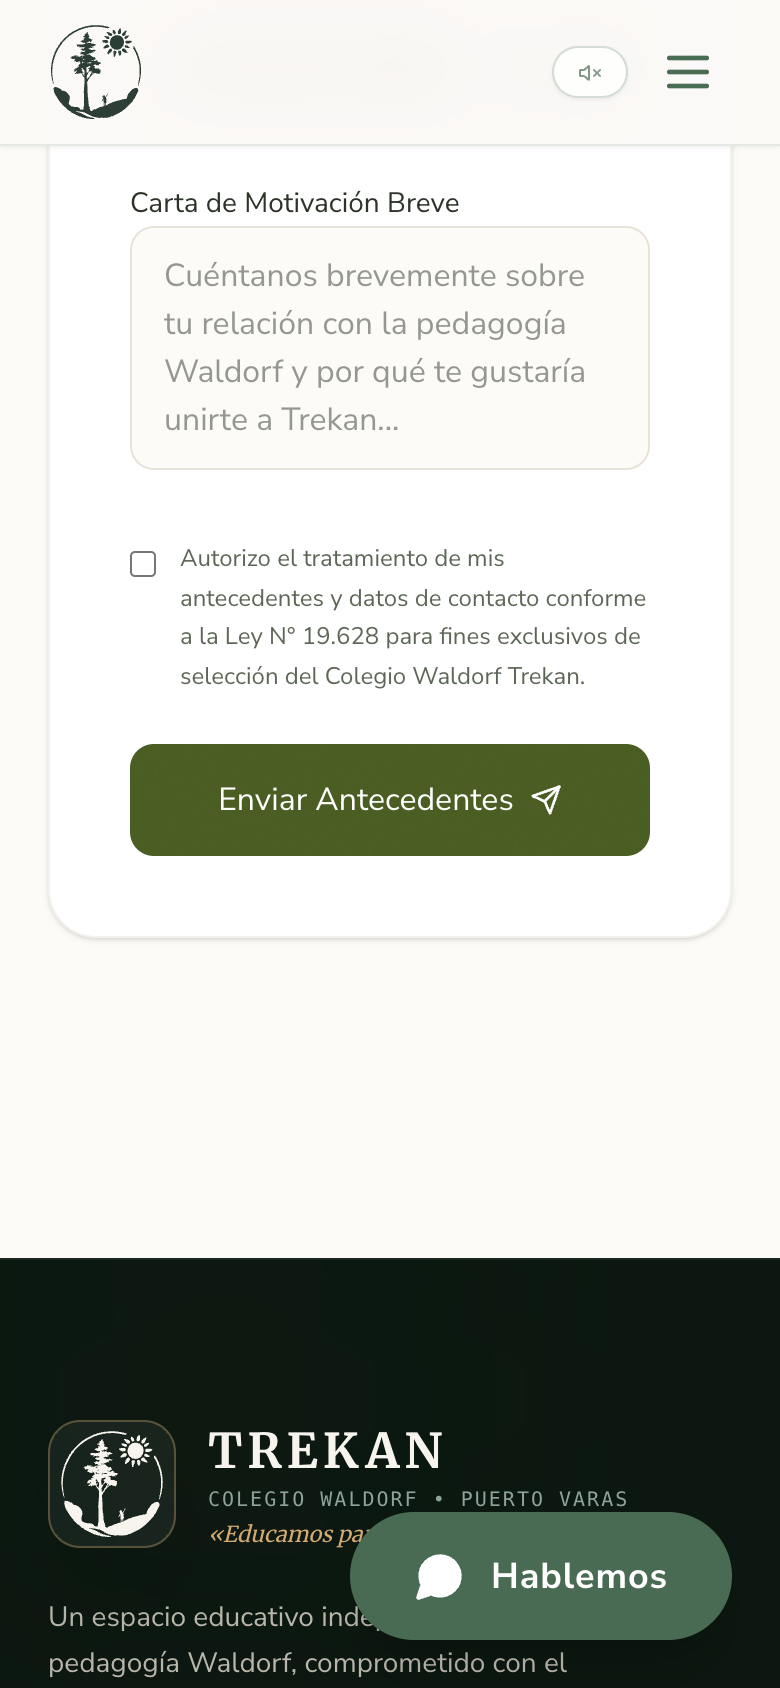 Carta de Motivación Breve
Cuéntanos brevemente sobre
tu relación con la pedagogía
Waldorf y por qué te gustaría
unirte a Trekan...
Autorizo el tratamiento de mis
antecedentes y datos de contacto conforme
a la Ley N° 19.628 para fines exclusivos de
selección del Colegio Waldorf Trekan.
Enviar Antecedentes
TREKAN
COLEGIO WALDORF • PUERTO VARAS
«Educamos
Hablemos
Un espacio educativo
pedagogía Waldorf, comprometido con el